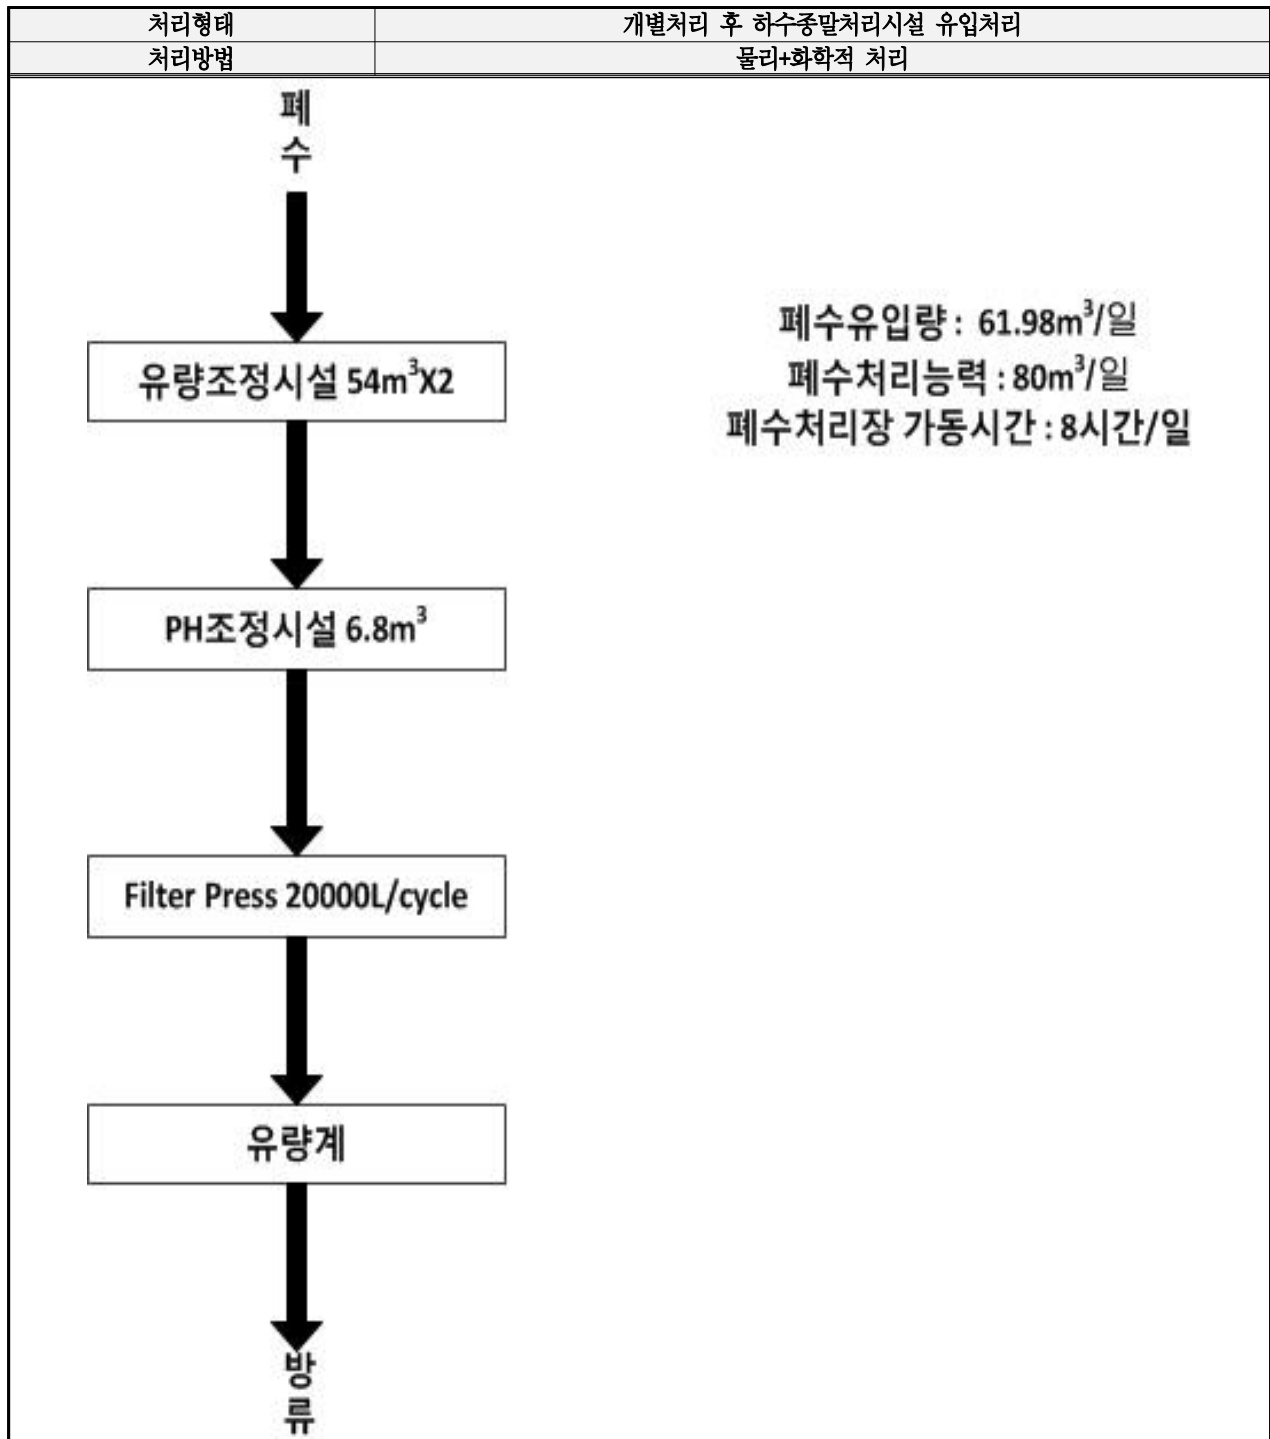 처리형태 개별처리 후 하수종말처리시설 유입처리
처리방법 물리+화학적 처리
폐
수
폐수유입량 : 61.98m³/일
유량조정시설 54m³X2
폐수처리능력 : 80m³/일
폐수처리장 가동시간 : 8시간/일
PH조정시설 6.8m³
Filter Press 20000L/cycle
유량계
방
류